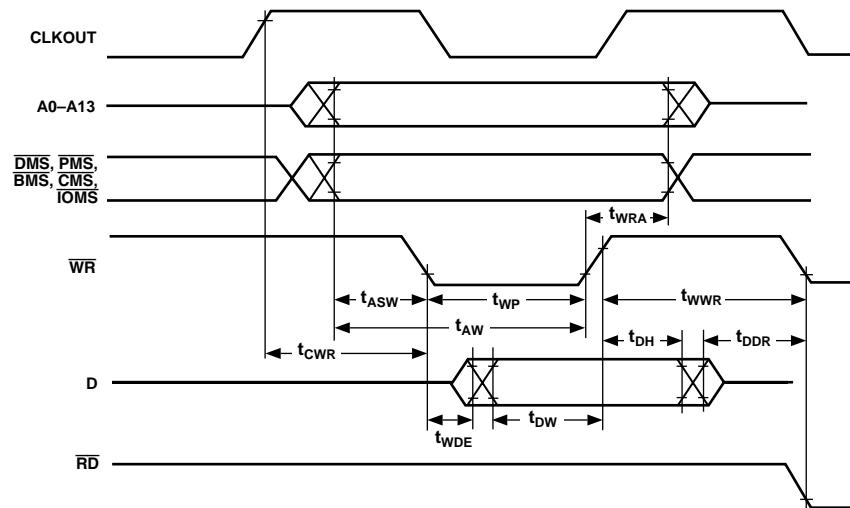 CLKOUT
A0–A13
DMS, PMS,
BMS, CMS,
IOMS
tWRA
WR
tASW
tWP
tWWR
tAW
tCWR
tDH
tDDR
D
tWDE
tDW
RD